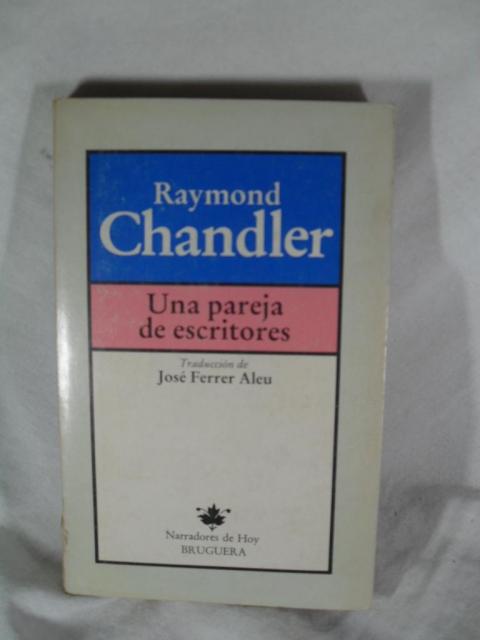 Raymond
Chandler
Una pareja
de escritores
Traducción de
José Ferrer Aleu
Narradores de Hoy
BRUGUERA